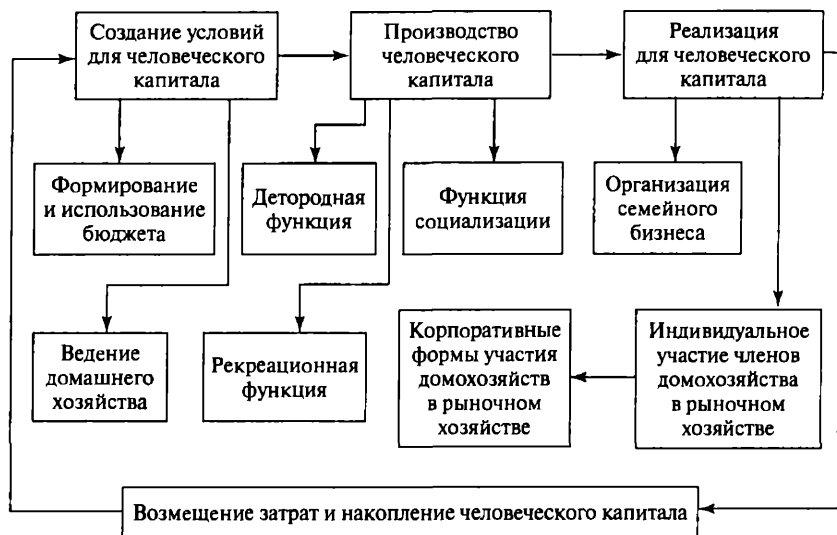 Создание условий
для человеческого
капитала
Производство
человеческого
капитала
Реализация
для человеческого
капитала
Формирование
и использование
бюджета
Детородная
функция
Функция
социализации
Организация
семейного
бизнеса
Ведение
домашнего
хозяйства
Рекреационная
функция
Корпоративные
формы участия
домохозяйств
в рыночном
хозяйстве
Индивидуальное
участие членов
домохозяйства
в рыночном
хозяйстве
Возмещение затрат и накопление человеческого капитала